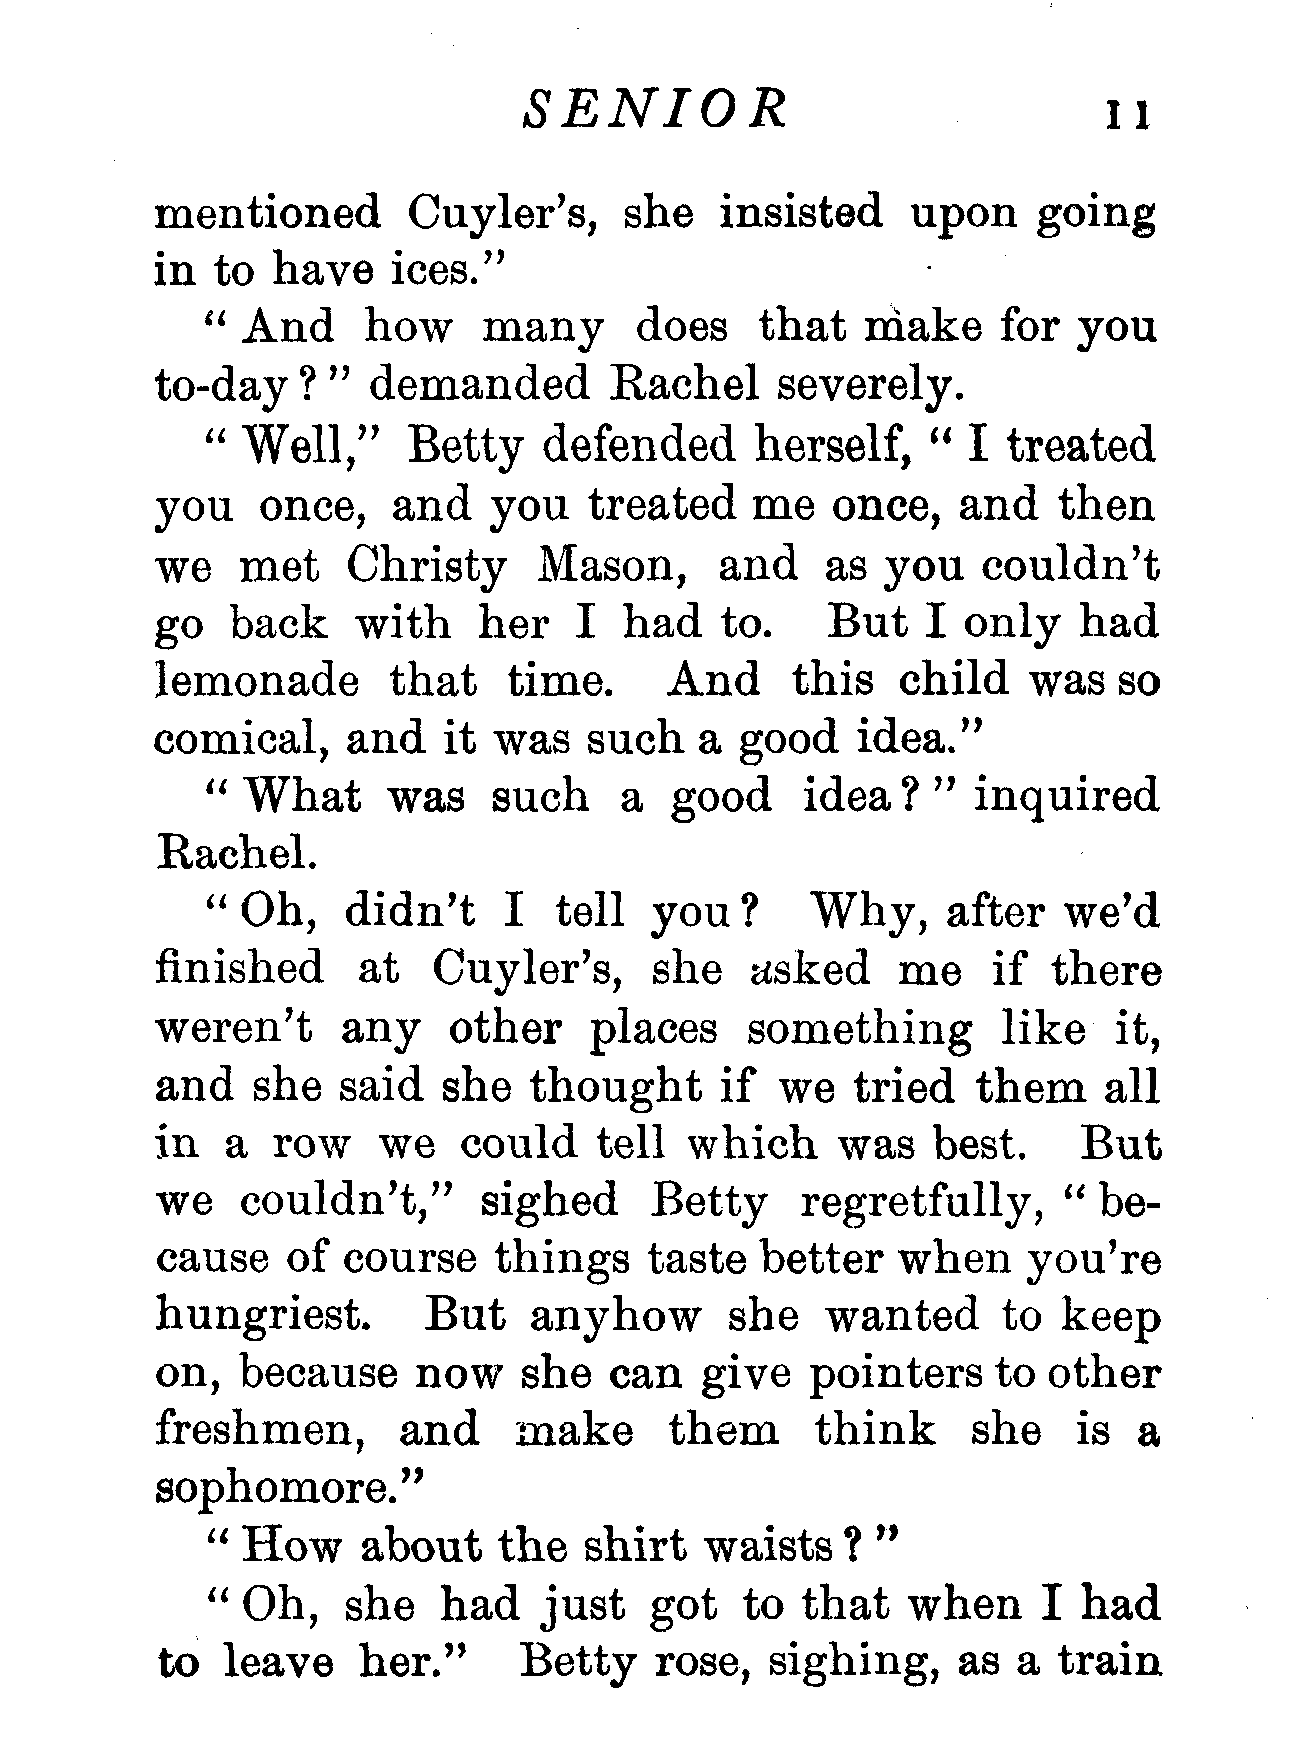 SENIOR 11
mentioned Cuyler's, she insisted upon going
in to have ices."
" And how many does that make for you
to-day ? " demanded Rachel severely.
" Well," Betty defended herself, " I treated
you once, and you treated me once, and then
we met Christy Mason, and as you couldn't
go back with her I had to. But I only had
lemonade that time. And this child was so
comical, and it was such a good idea."
" What was such a good idea ? " inquired
Rachel.
" Oh, didn't I tell you ? Why, after we'd
finished at Cuyler's, she asked me if there
weren't any other places something like it,
and she said she thought if we tried them all
in a row we could tell which was best. But
we couldn't," sighed Betty regretfully, " be-
cause of course things taste better when you're
hungriest. But anyhow she wanted to keep
on, because now she can give pointers to other
freshmen, and make them think she is a
sophomore."
" How about the shirt waists ? "
" Oh, she had just got to that when I had
to leave her." Betty rose, sighing, as a train